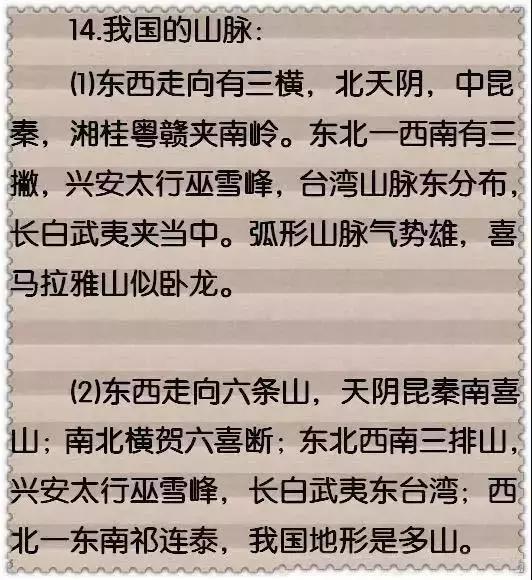 14.我国的山脉：
(1)东西走向有三横，北天阴，中昆
秦，湘桂粤赣夹南岭。东北一西南有三
撇，兴安太行巫雪峰，台湾山脉东分布，
长白武夷夹当中。弧形山脉气势雄，喜
马拉雅山似卧龙。
(2)东西走向六条山，天阴昆秦南喜
山；南北横贺六喜断；东北西南三排山，
兴安太行巫雪峰，长白武夷东台湾；西
北一东南祁连泰，我国地形是多山。